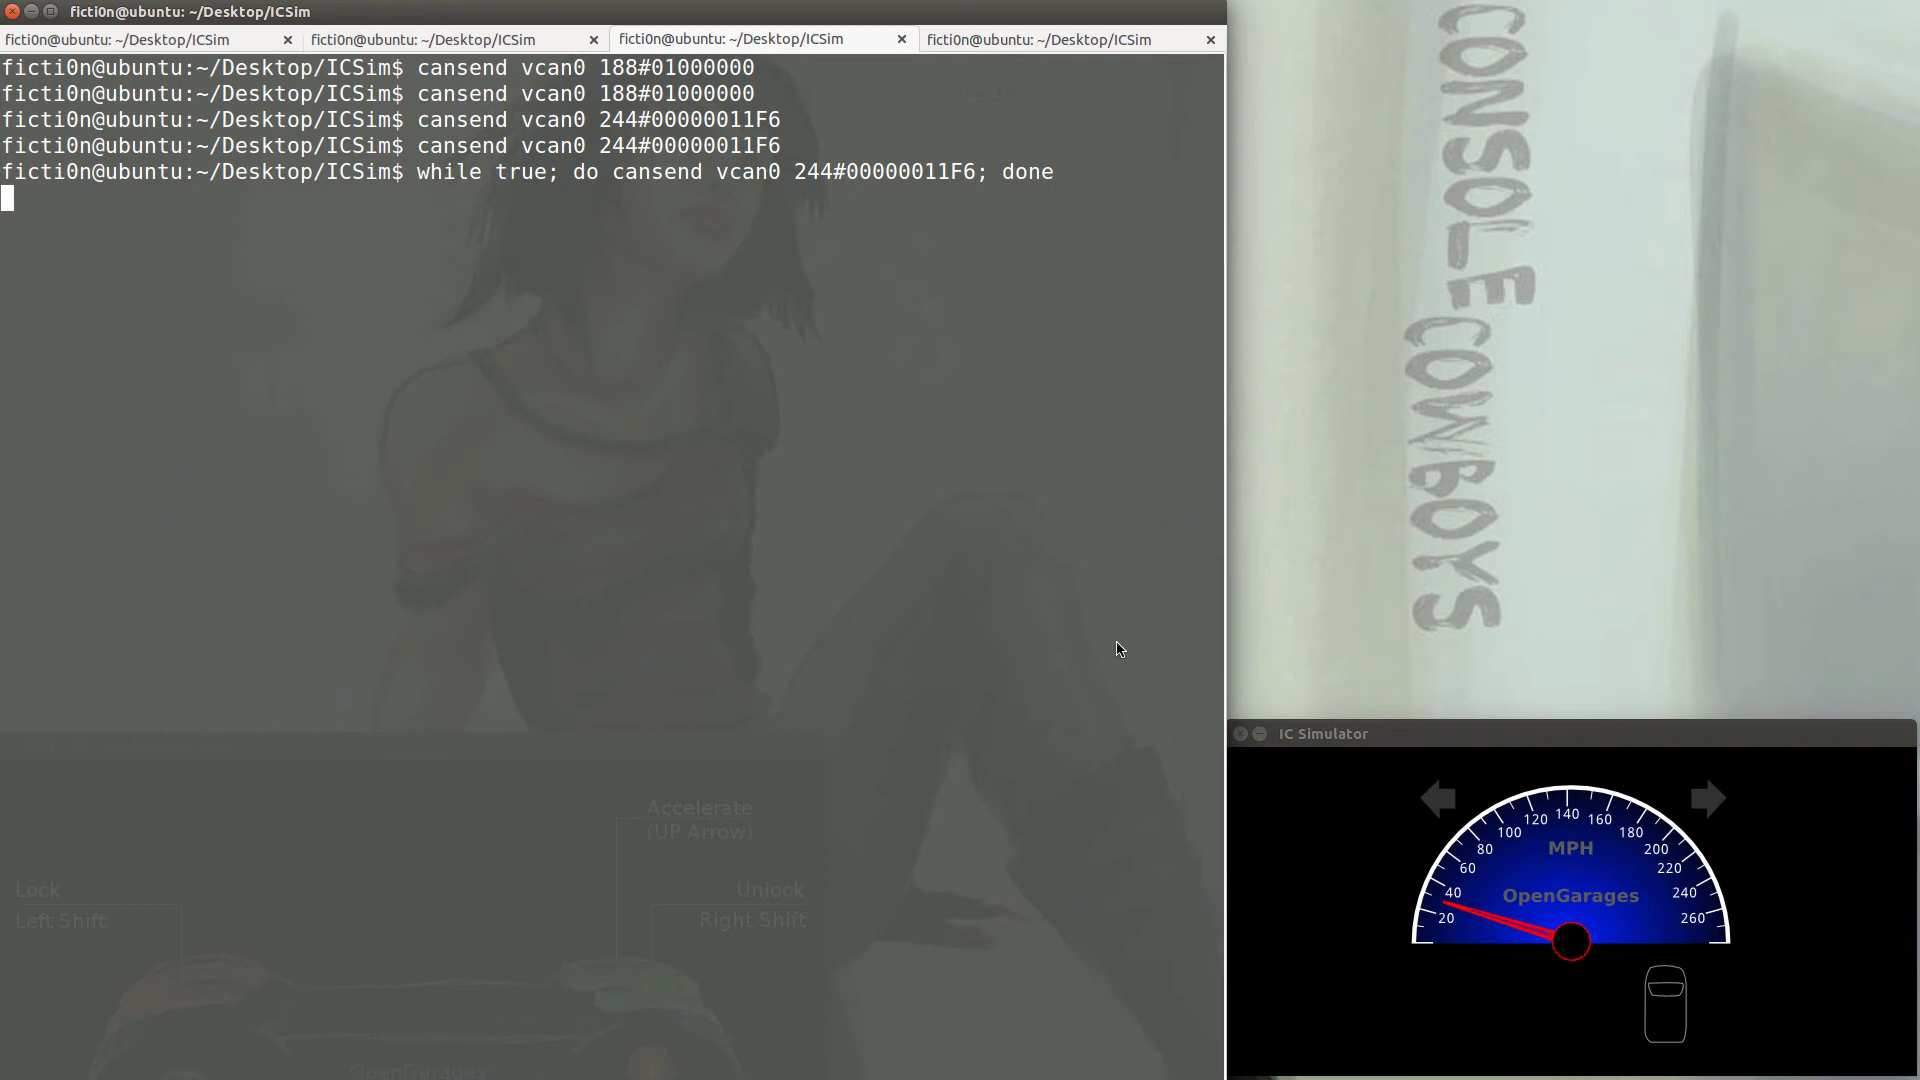 ficti0n@ubuntu: ~/Desktop/ICSim
ficti0n@ubuntu: ~/Desktop/ICSim
ficti0n@ubuntu: ~/Desktop/ICSim
ficti0n@ubuntu: ~/Desktop/ICSim
ficti0n@ubuntu: ~/Desktop/ICSim
ficti0n@ubuntu:~/Desktop/ICSim$ cansend vcan0 188#01000000
ficti0n@ubuntu:~/Desktop/ICSim$ cansend vcan0 188#01000000
ficti0n@ubuntu:~/Desktop/ICSim$ cansend vcan0 244#00000011F6
ficti0n@ubuntu:~/Desktop/ICSim$ cansend vcan0 244#00000011F6
ficti0n@ubuntu:~/Desktop/ICSim$ while true; do cansend vcan0 244#00000011F6; done
Accelerate
(UP Arrow)
Lock
Left Shift
Unlock
Right Shift
OpenGarages
CONSOLE
COWBOYS
IC Simulator
20
40
60
80
100
120
140
160
180
200
220
240
260
MPH
OpenGarages